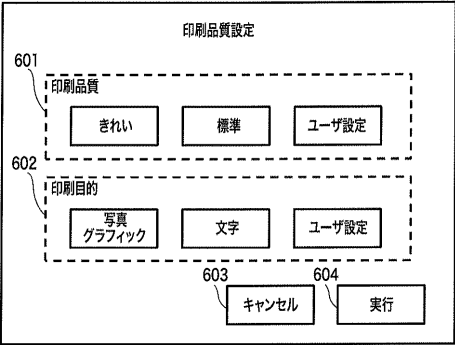 印刷品質設定
601
印刷品質
きれい 標準 ユーザ設定
602
印刷目的
写真
グラフィック 文字 ユーザ設定
603 604
キャンセル 実行